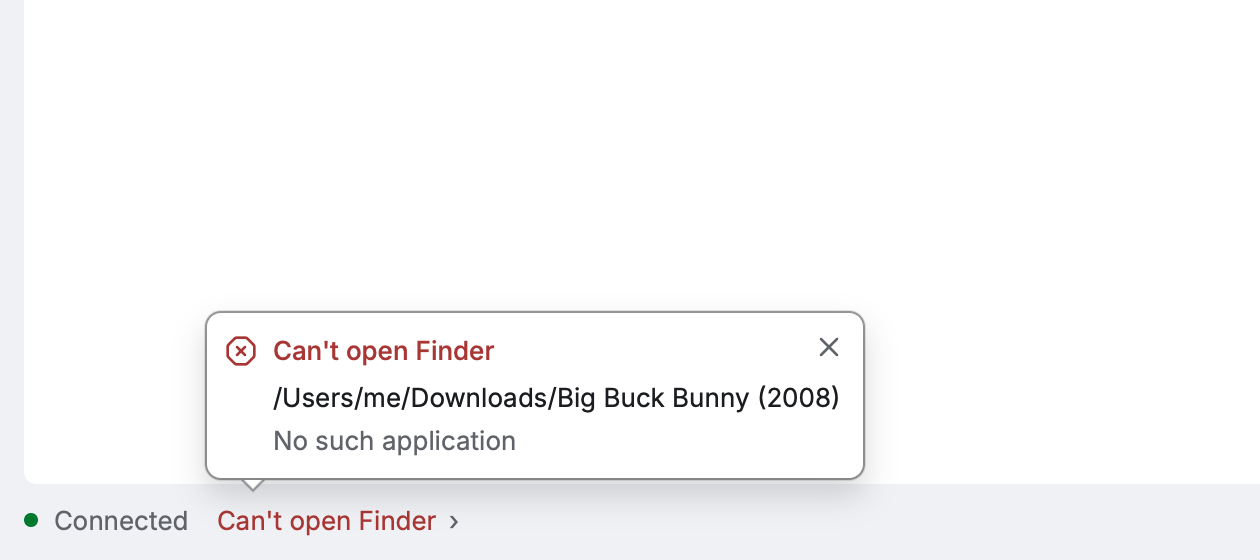 Can't open Finder
/Users/me/Downloads/Big Buck Bunny (2008)
No such application
Connected Can't open Finder ›